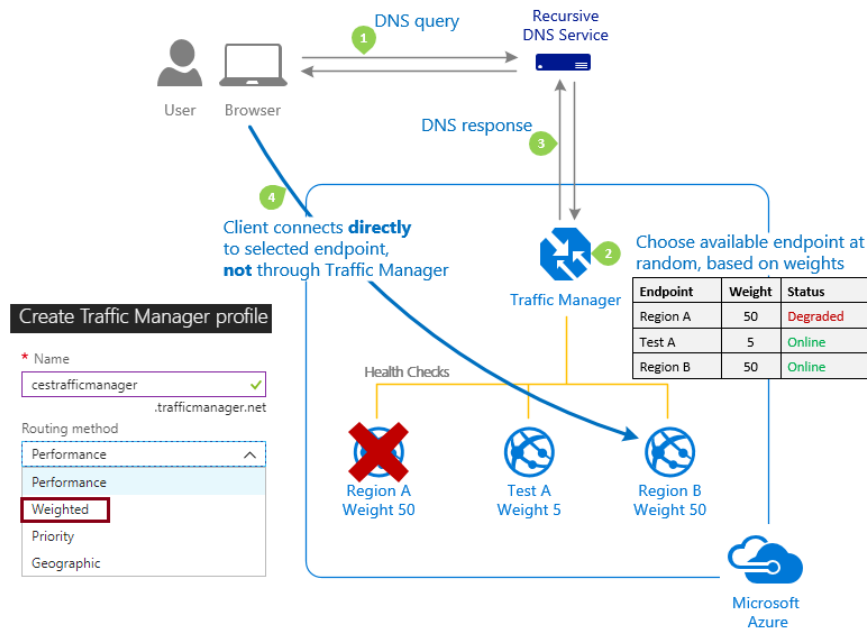 DNS query
Recursive
DNS Service
1
User
Browser
DNS response
3
4
Client connects directly
to selected endpoint,
not through Traffic Manager
2
Choose available endpoint at
random, based on weights
Traffic Manager
Endpoint Weight Status
Region A 50 Degraded
Test A 5 Online
Region B 50 Online
Create Traffic Manager profile
* Name
cestrafficmanager
.trafficmanager.net
Routing method
Performance
Performance
Weighted
Priority
Geographic
Health Checks
Region A
Weight 50
Test A
Weight 5
Region B
Weight 50
Microsoft
Azure